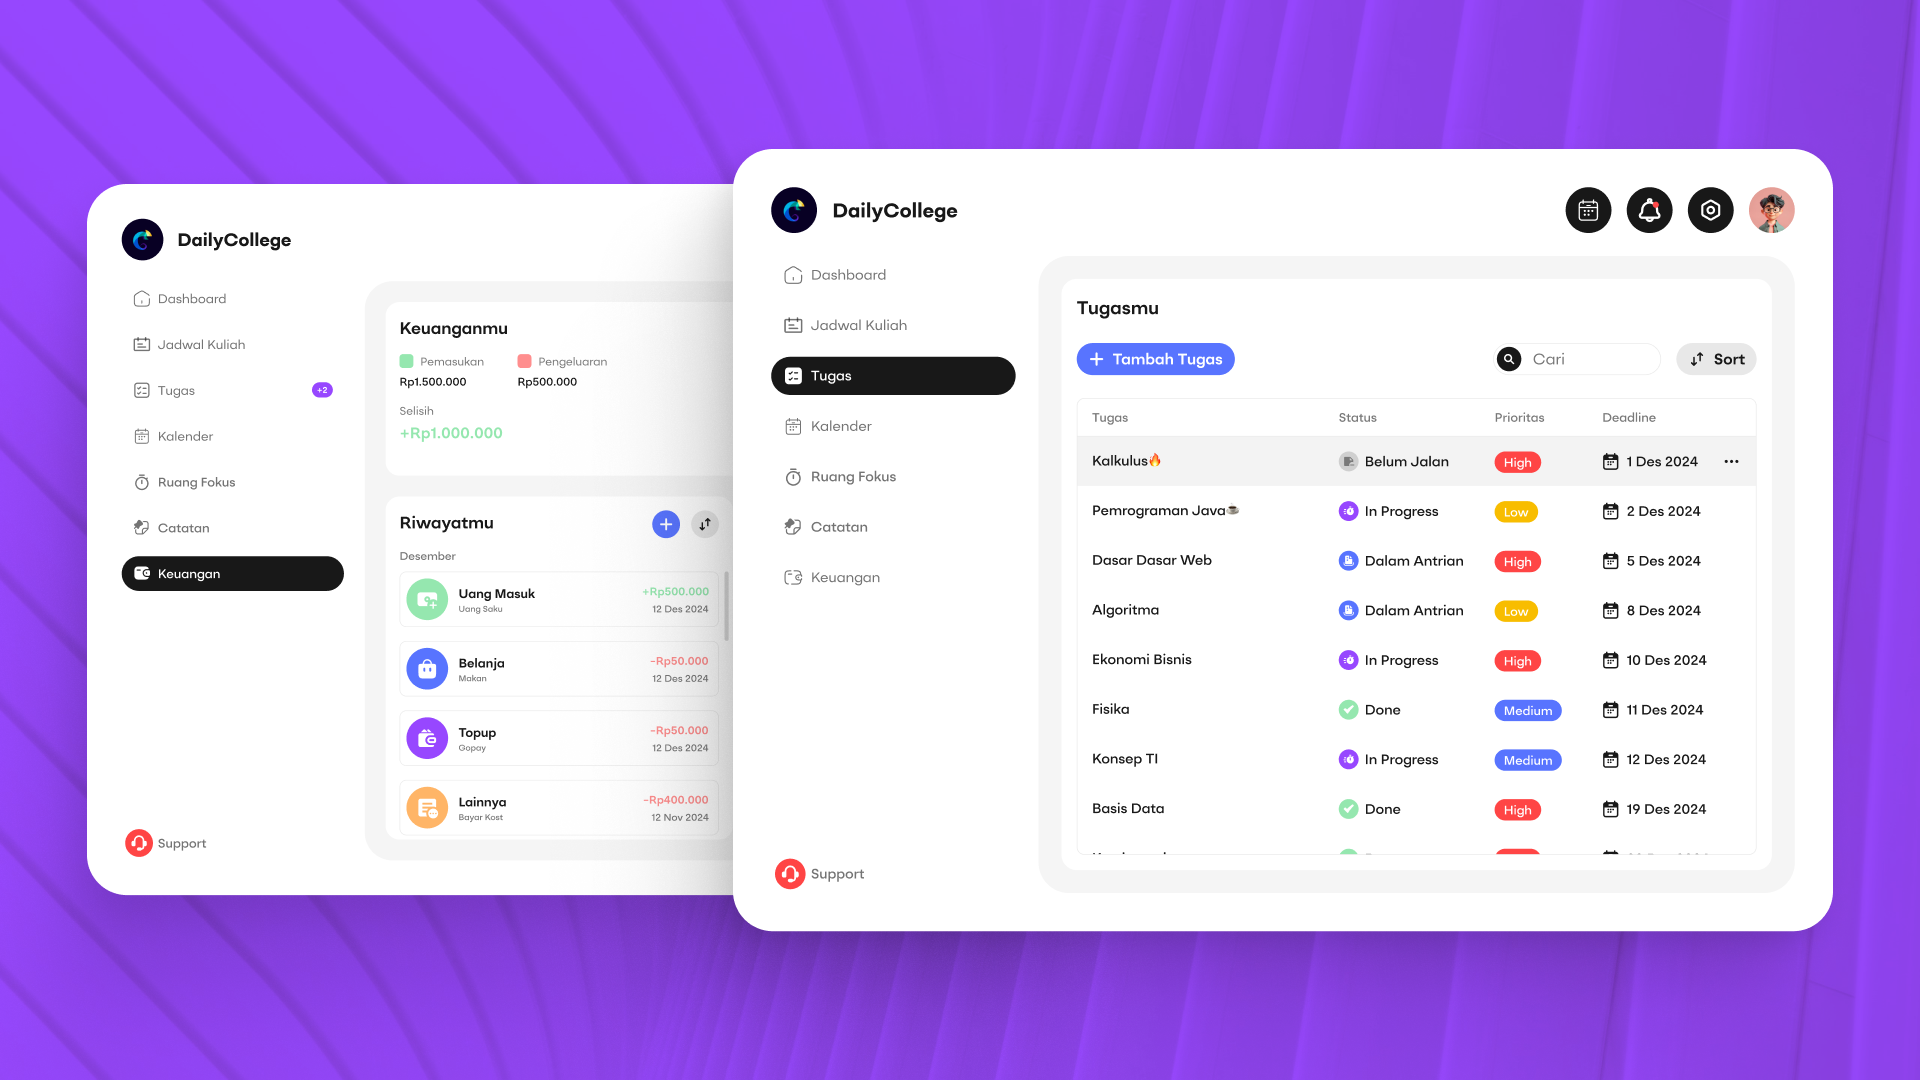 DailyCollege
Dashboard
Jadwal Kuliah
Tugas +2
Kalender
Ruang Fokus
Catatan
Keuangan
Support
Keuanganmu
Pemasukan Pengeluaran
Rp1.500.000 Rp500.000
Selisih
+Rp1.000.000
Riwayatmu
Desember
Uang Masuk +Rp500.000
Uang Saku 12 Des 2024
Belanja -Rp50.000
Makan 12 Des 2024
Topup -Rp50.000
Gopay 12 Des 2024
Lainnya -Rp400.000
Bayar Kost 12 Nov 2024
DailyCollege
Dashboard
Jadwal Kuliah
Tugas
Kalender
Ruang Fokus
Catatan
Keuangan
Support
Tugasmu
Tambah Tugas Cari Sort
Tugas Status Prioritas Deadline
Kalkulus🔥 Belum Jalan High 1 Des 2024
Pemrograman Java☕ In Progress Low 2 Des 2024
Dasar Dasar Web Dalam Antrian High 5 Des 2024
Algoritma Dalam Antrian Low 8 Des 2024
Ekonomi Bisnis In Progress High 10 Des 2024
Fisika Done Medium 11 Des 2024
Konsep TI In Progress Medium 12 Des 2024
Basis Data Done High 19 Des 2024